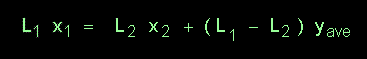 L₁ x₁ = L₂ x₂ + ( L₁ − L₂ ) yₐᵥₑ